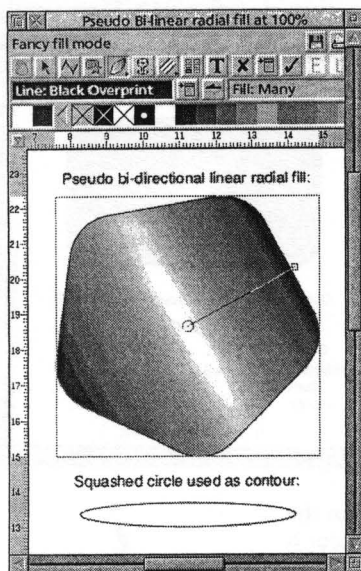 Pseudo Bi-linear radial fill at 100%
Fancy fill mode
T
Line: Black Overprint
Fill: Many
7 8 9 10 11 12 13 14 15
23
22
21
20
19
18
17
16
15
14
13
Pseudo bi-directional linear radial fill:
Squashed circle used as contour: